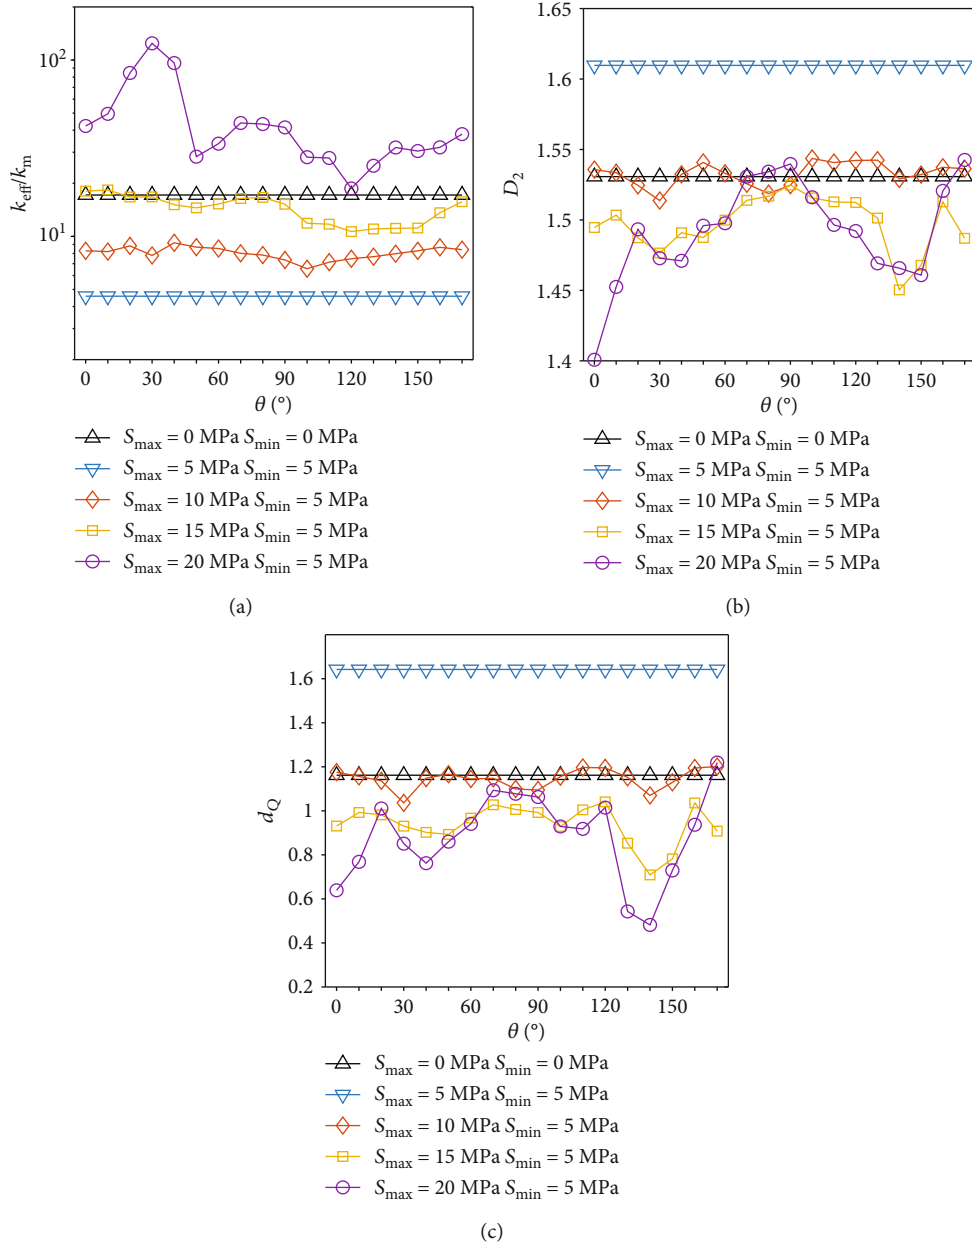 10²
10¹
k_eff/k_m
0 30 60 90 120 150
θ (°)
S_max = 0 MPa S_min = 0 MPa
S_max = 5 MPa S_min = 5 MPa
S_max = 10 MPa S_min = 5 MPa
S_max = 15 MPa S_min = 5 MPa
S_max = 20 MPa S_min = 5 MPa
(a)
1.65
1.6
1.55
1.5
1.45
1.4
D_2
0 30 60 90 120 150
θ (°)
S_max = 0 MPa S_min = 0 MPa
S_max = 5 MPa S_min = 5 MPa
S_max = 10 MPa S_min = 5 MPa
S_max = 15 MPa S_min = 5 MPa
S_max = 20 MPa S_min = 5 MPa
(b)
1.6
1.4
1.2
1
0.8
0.6
0.4
0.2
d_Q
0 30 60 90 120 150
θ (°)
S_max = 0 MPa S_min = 0 MPa
S_max = 5 MPa S_min = 5 MPa
S_max = 10 MPa S_min = 5 MPa
S_max = 15 MPa S_min = 5 MPa
S_max = 20 MPa S_min = 5 MPa
(c)